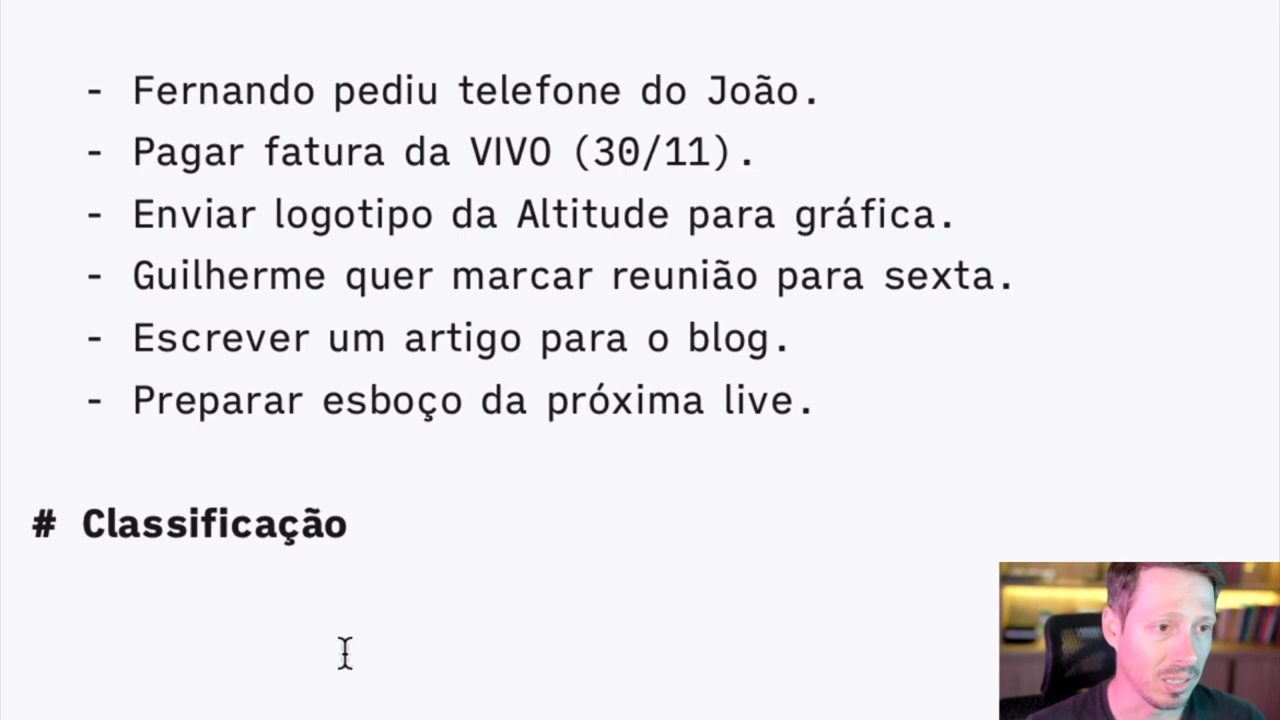 - Fernando pediu telefone do João.
- Pagar fatura da VIVO (30/11).
- Enviar logotipo da Altitude para gráfica.
- Guilherme quer marcar reunião para sexta.
- Escrever um artigo para o blog.
- Preparar esboço da próxima live.
# Classificação